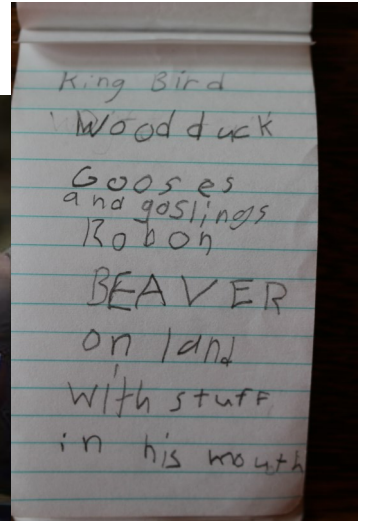 King Bird
Wood duck
Gooses
and goslings
Robon
BEAVER
on land
with stuff
in his mouth